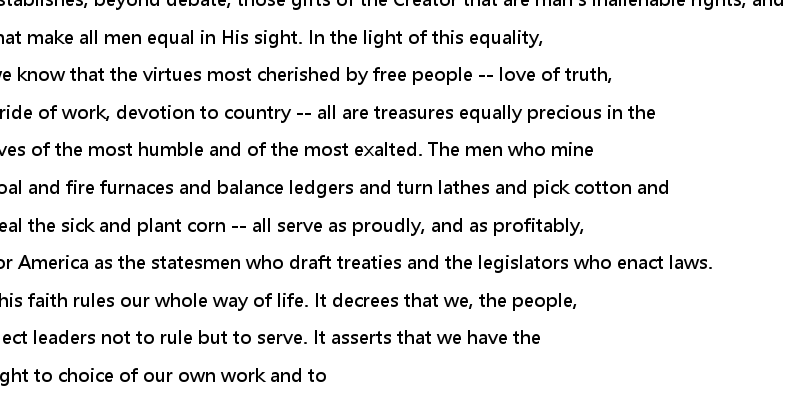 stablishes, beyond debate, those gifts of the Creator that are man's inalienable rights, and
hat make all men equal in His sight. In the light of this equality,
ve know that the virtues most cherished by free people -- love of truth,
ride of work, devotion to country -- all are treasures equally precious in the
ves of the most humble and of the most exalted. The men who mine
oal and fire furnaces and balance ledgers and turn lathes and pick cotton and
eal the sick and plant corn -- all serve as proudly, and as profitably,
or America as the statesmen who draft treaties and the legislators who enact laws.
his faith rules our whole way of life. It decrees that we, the people,
lect leaders not to rule but to serve. It asserts that we have the
ght to choice of our own work and to